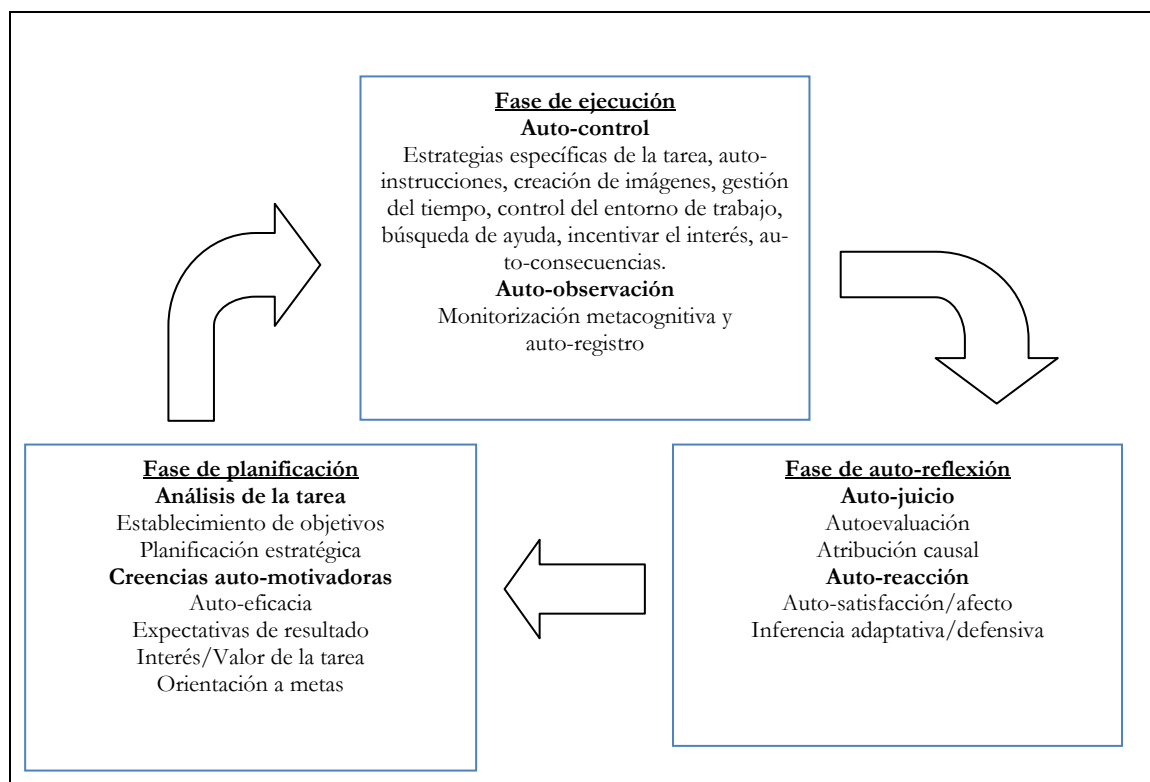 Fase de ejecución
Auto-control
Estrategias específicas de la tarea, auto-
instrucciones, creación de imágenes, gestión
del tiempo, control del entorno de trabajo,
búsqueda de ayuda, incentivar el interés, au-
to-consecuencias.
Auto-observación
Monitorización metacognitiva y
auto-registro
Fase de planificación
Análisis de la tarea
Establecimiento de objetivos
Planificación estratégica
Creencias auto-motivadoras
Auto-eficacia
Expectativas de resultado
Interés/Valor de la tarea
Orientación a metas
Fase de auto-reflexión
Auto-juicio
Autoevaluación
Atribución causal
Auto-reacción
Auto-satisfacción/afecto
Inferencia adaptativa/defensiva